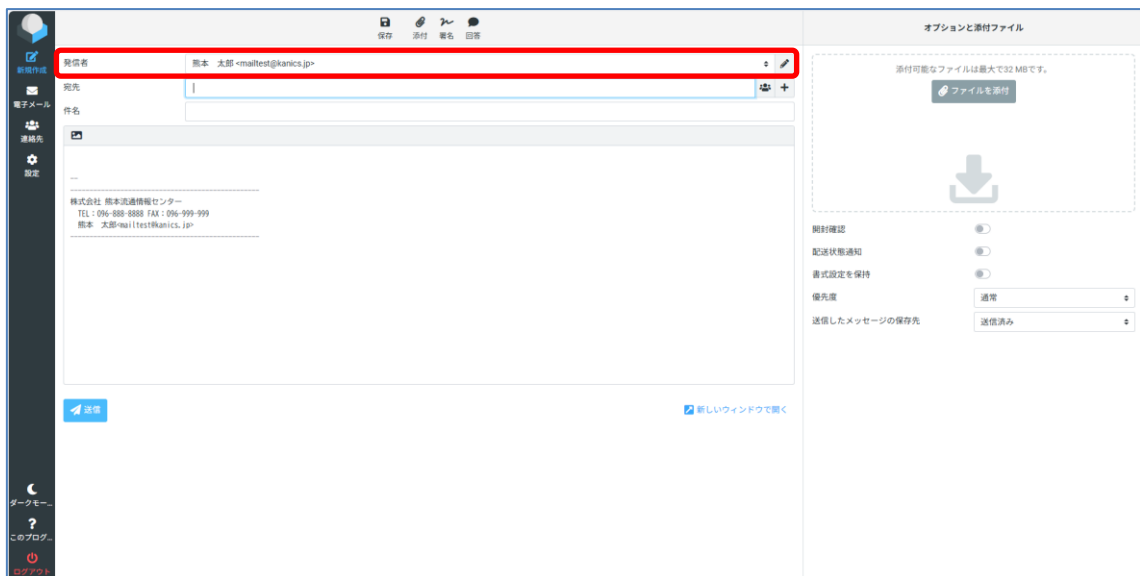 新規作成
電子メール
連絡先
設定
ダークモー...
このプログ...
ログアウト
保存 添付 署名 回答
発信者 熊本 太郎 <mailtest@kanics.jp>
宛先
件名
--
------------------------------------------------
株式会社 熊本流通情報センター
TEL：096-888-8888 FAX：096-999-999
熊本 太郎<mailtest@kanics.jp>
------------------------------------------------
送信
新しいウィンドウで開く
オプションと添付ファイル
添付可能なファイルは最大で32 MBです。
ファイルを添付
開封確認
配送状態通知
書式設定を保持
優先度 通常
送信したメッセージの保存先 送信済み